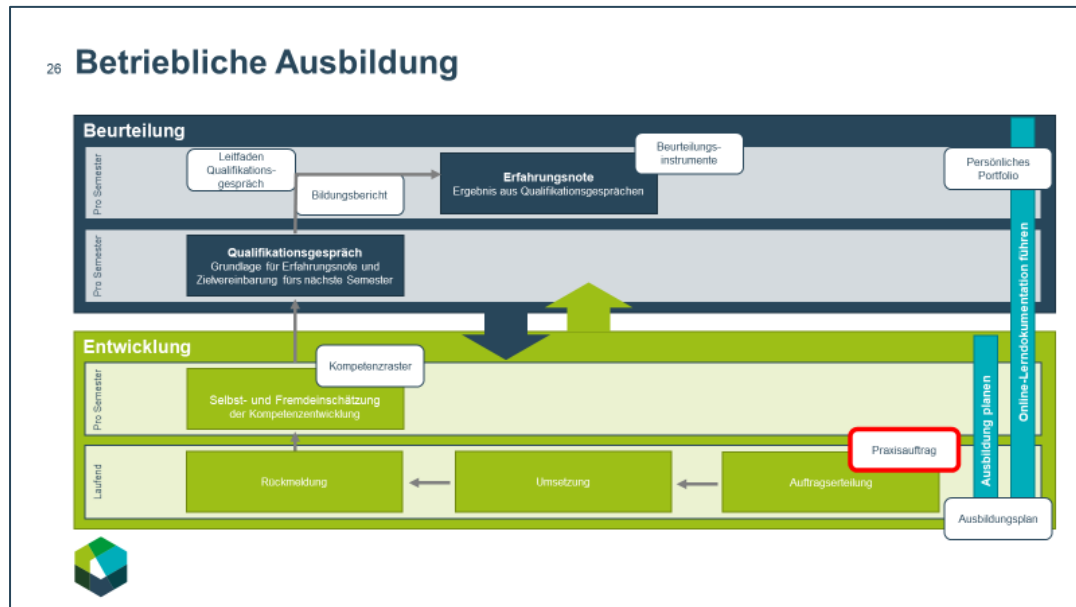 26 Betriebliche Ausbildung
Beurteilung
Pro Semester
Leitfaden
Qualifikations-
gespräch
Bildungsbericht
Erfahrungsnote
Ergebnis aus Qualifikationsgesprächen
Beurteilungs-
instrumente
Persönliches
Portfolio
Pro Semester
Qualifikationsgespräch
Grundlage für Erfahrungsnote und
Zielvereinbarung fürs nächste Semester
Online-Lerndokumentation führen
Entwicklung
Pro Semester
Kompetenzraster
Selbst- und Fremdeinschätzung
der Kompetenzentwicklung
Ausbildung planen
Laufend
Rückmeldung
Umsetzung
Praxisauftrag
Auftragserteilung
Ausbildungsplan